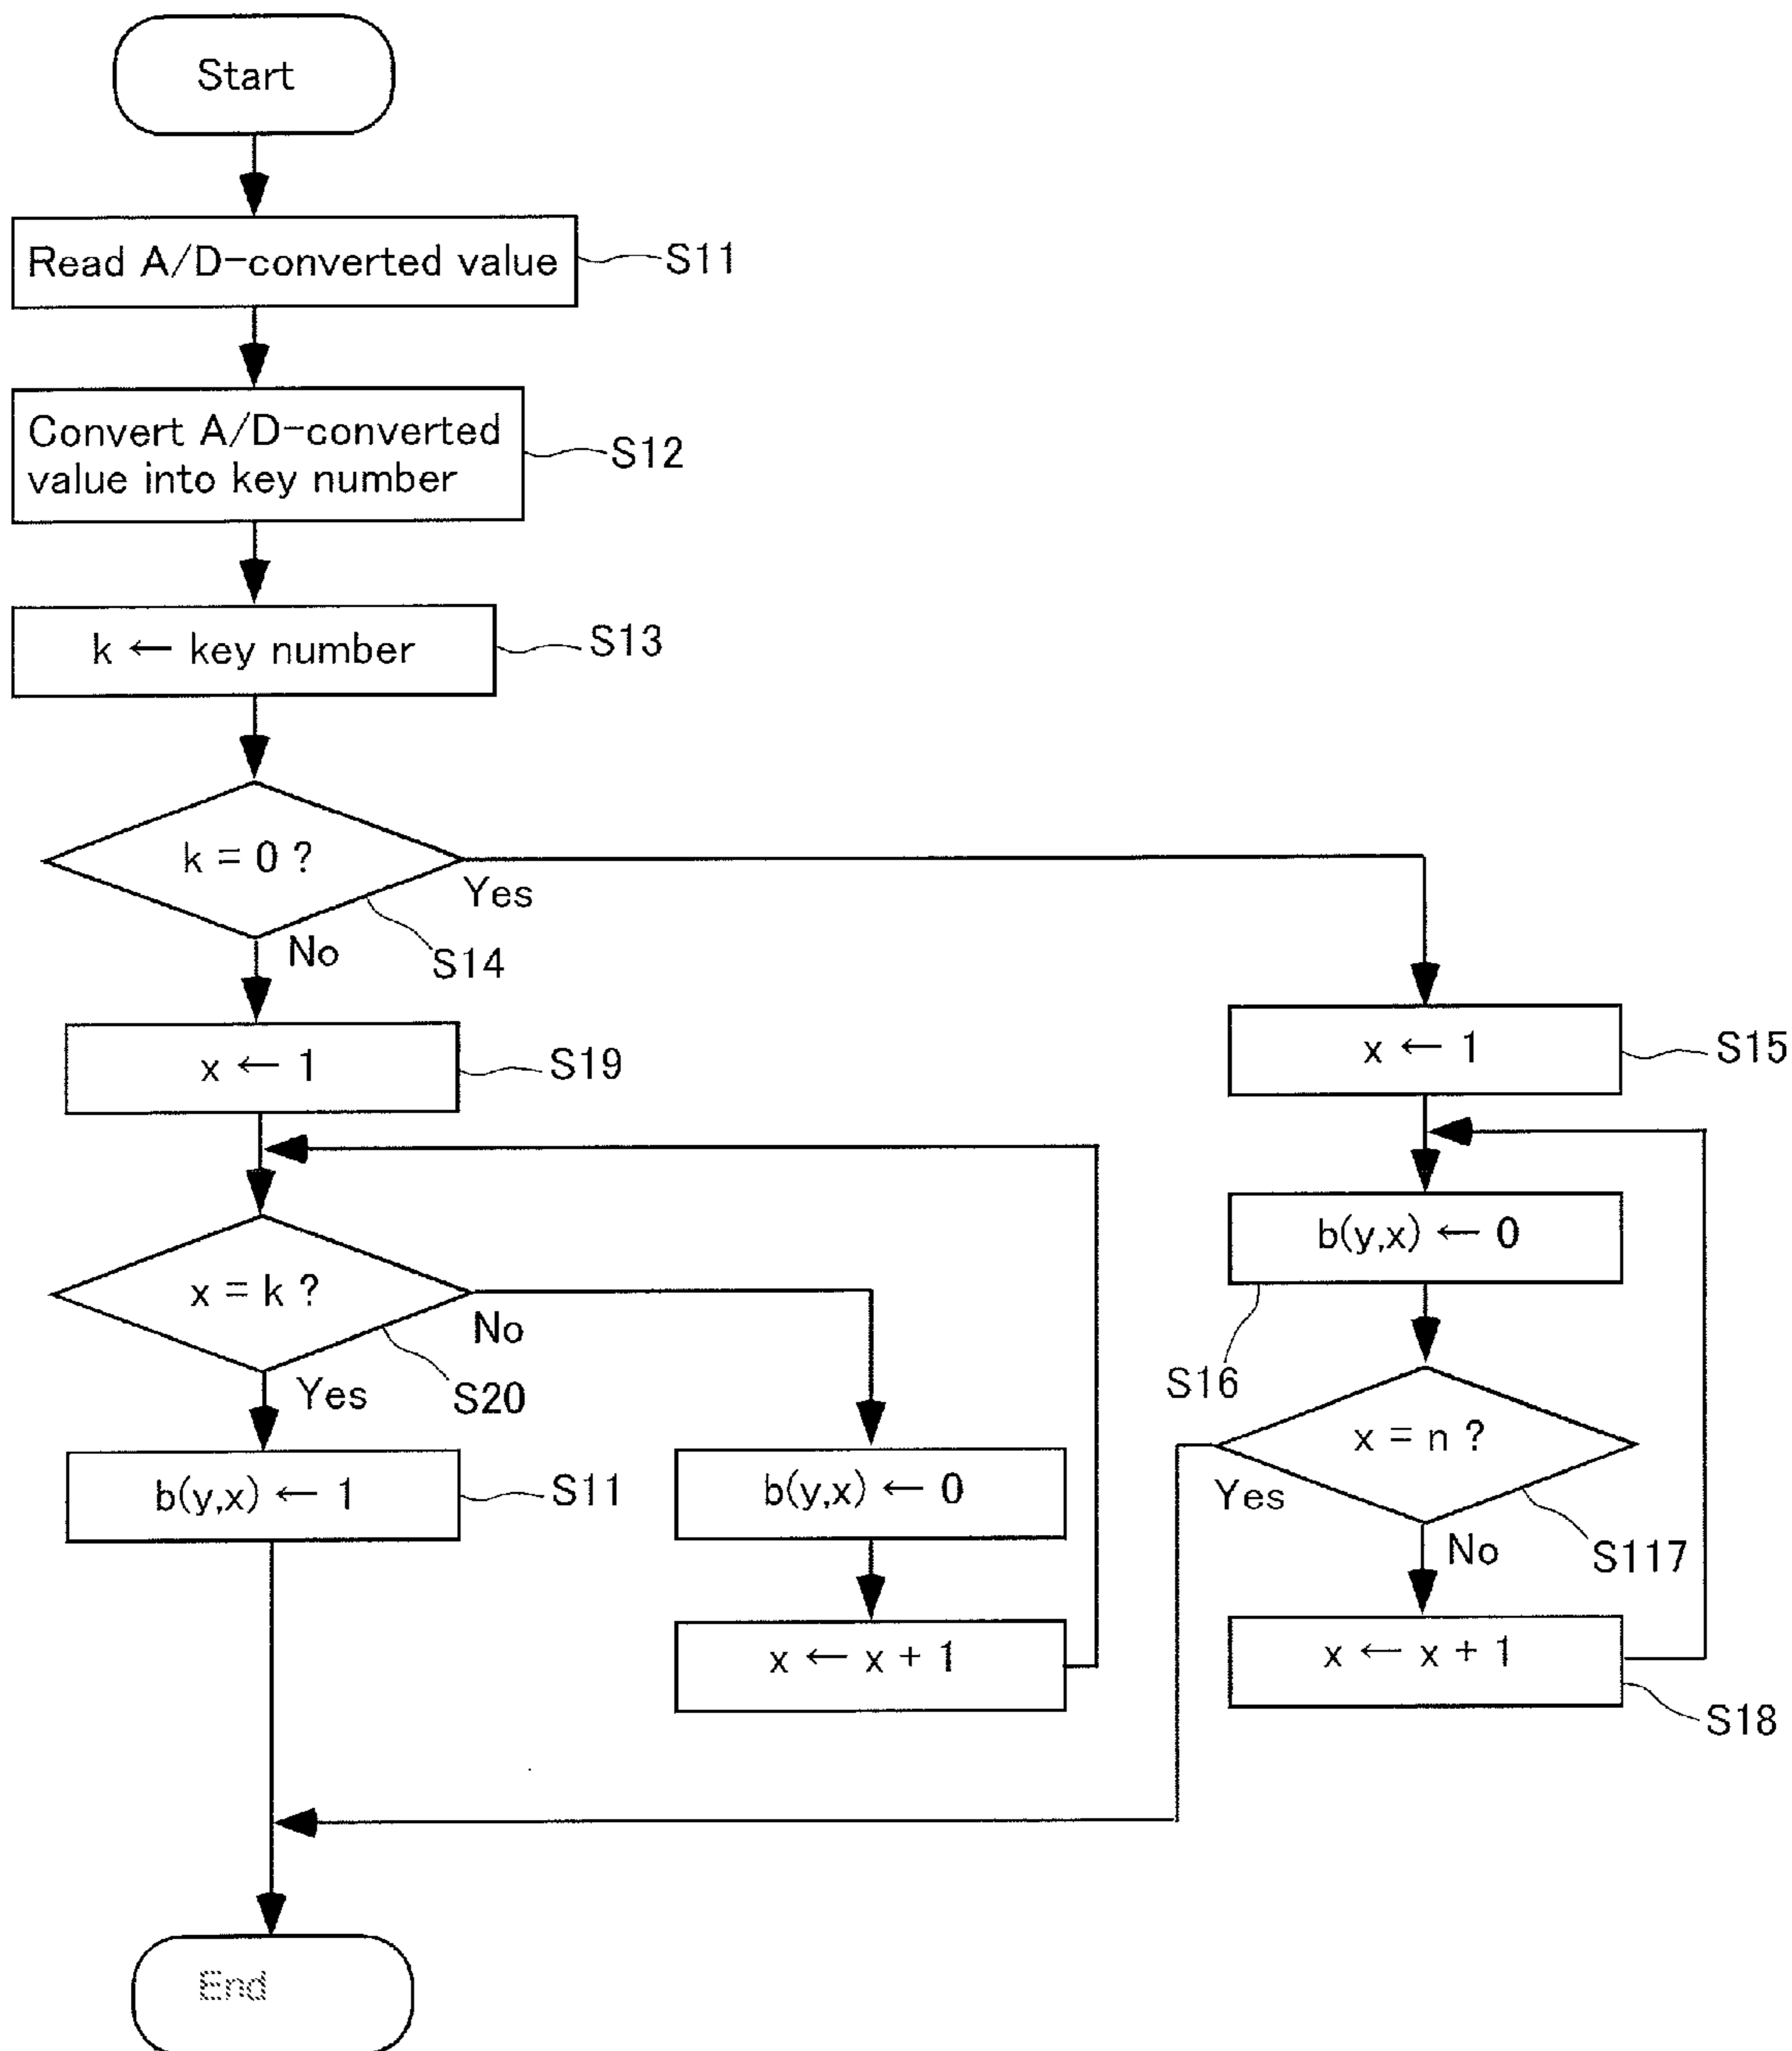 Start
Read A/D-converted value
S11
Convert A/D-converted
value into key number
S12
k ← key number
S13
k = 0 ?
Yes
No
S14
x ← 1
S19
x ← 1
S15
b(y,x) ← 0
S16
x = k ?
No
Yes
S20
x = n ?
Yes
No
S117
b(y,x) ← 1
S11
b(y,x) ← 0
x ← x + 1
x ← x + 1
S18
End